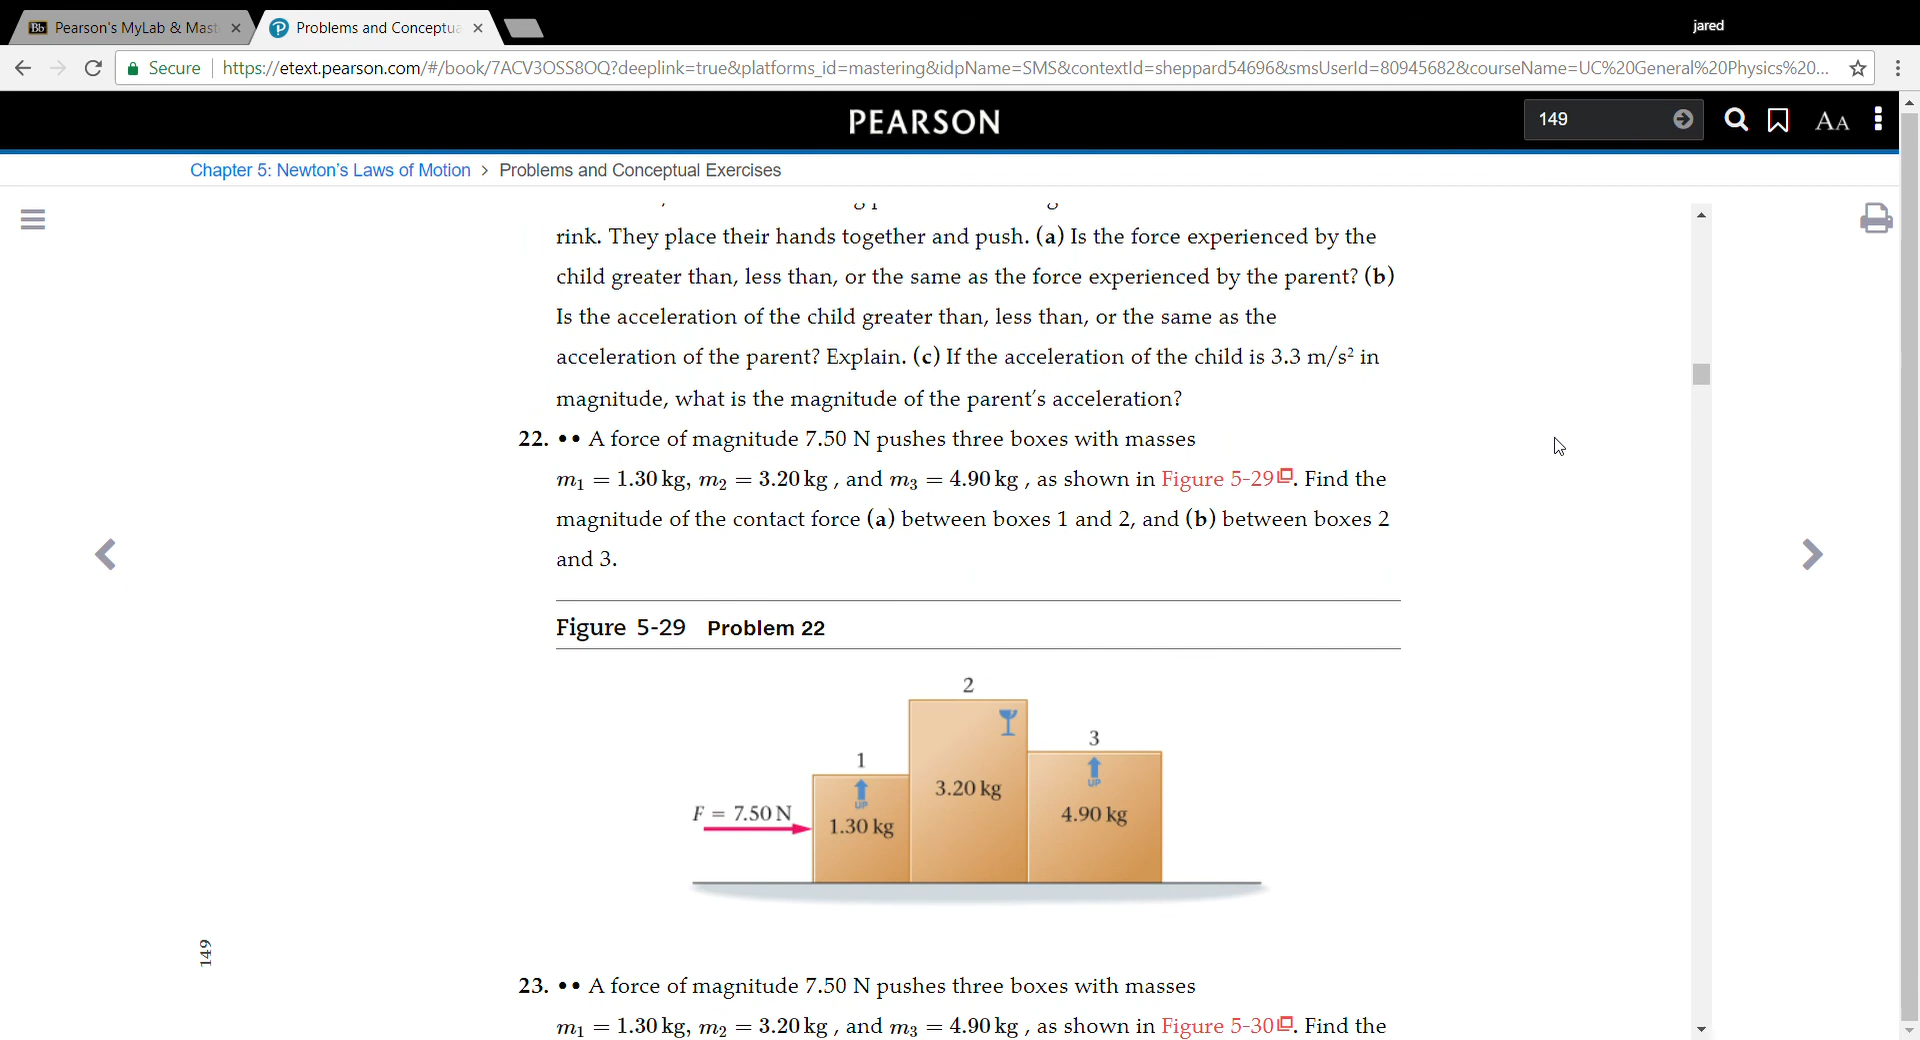 jared
Pearson's MyLab & Mast
Problems and Conceptua
Secure
https://etext.pearson.com/#/book/7ACV3OSS8OQ?deeplink=true&platforms_id=mastering&idpName=SMS&contextId=sheppard54696&smsUserId=80945682&courseName=UC%20General%20Physics%20...
PEARSON
149
AA
Chapter 5: Newton's Laws of Motion > Problems and Conceptual Exercises
rink. They place their hands together and push. (a) Is the force experienced by the
child greater than, less than, or the same as the force experienced by the parent? (b)
Is the acceleration of the child greater than, less than, or the same as the
acceleration of the parent? Explain. (c) If the acceleration of the child is 3.3 m/s² in
magnitude, what is the magnitude of the parent's acceleration?
22. •• A force of magnitude 7.50 N pushes three boxes with masses
m₁ = 1.30 kg, m₂ = 3.20 kg , and m₃ = 4.90 kg , as shown in Figure 5-29. Find the
magnitude of the contact force (a) between boxes 1 and 2, and (b) between boxes 2
and 3.
Figure 5-29 Problem 22
2
3
1
UP
UP
3.20 kg
F = 7.50 N
1.30 kg
4.90 kg
149
23. •• A force of magnitude 7.50 N pushes three boxes with masses
m₁ = 1.30 kg, m₂ = 3.20 kg , and m₃ = 4.90 kg , as shown in Figure 5-30. Find the